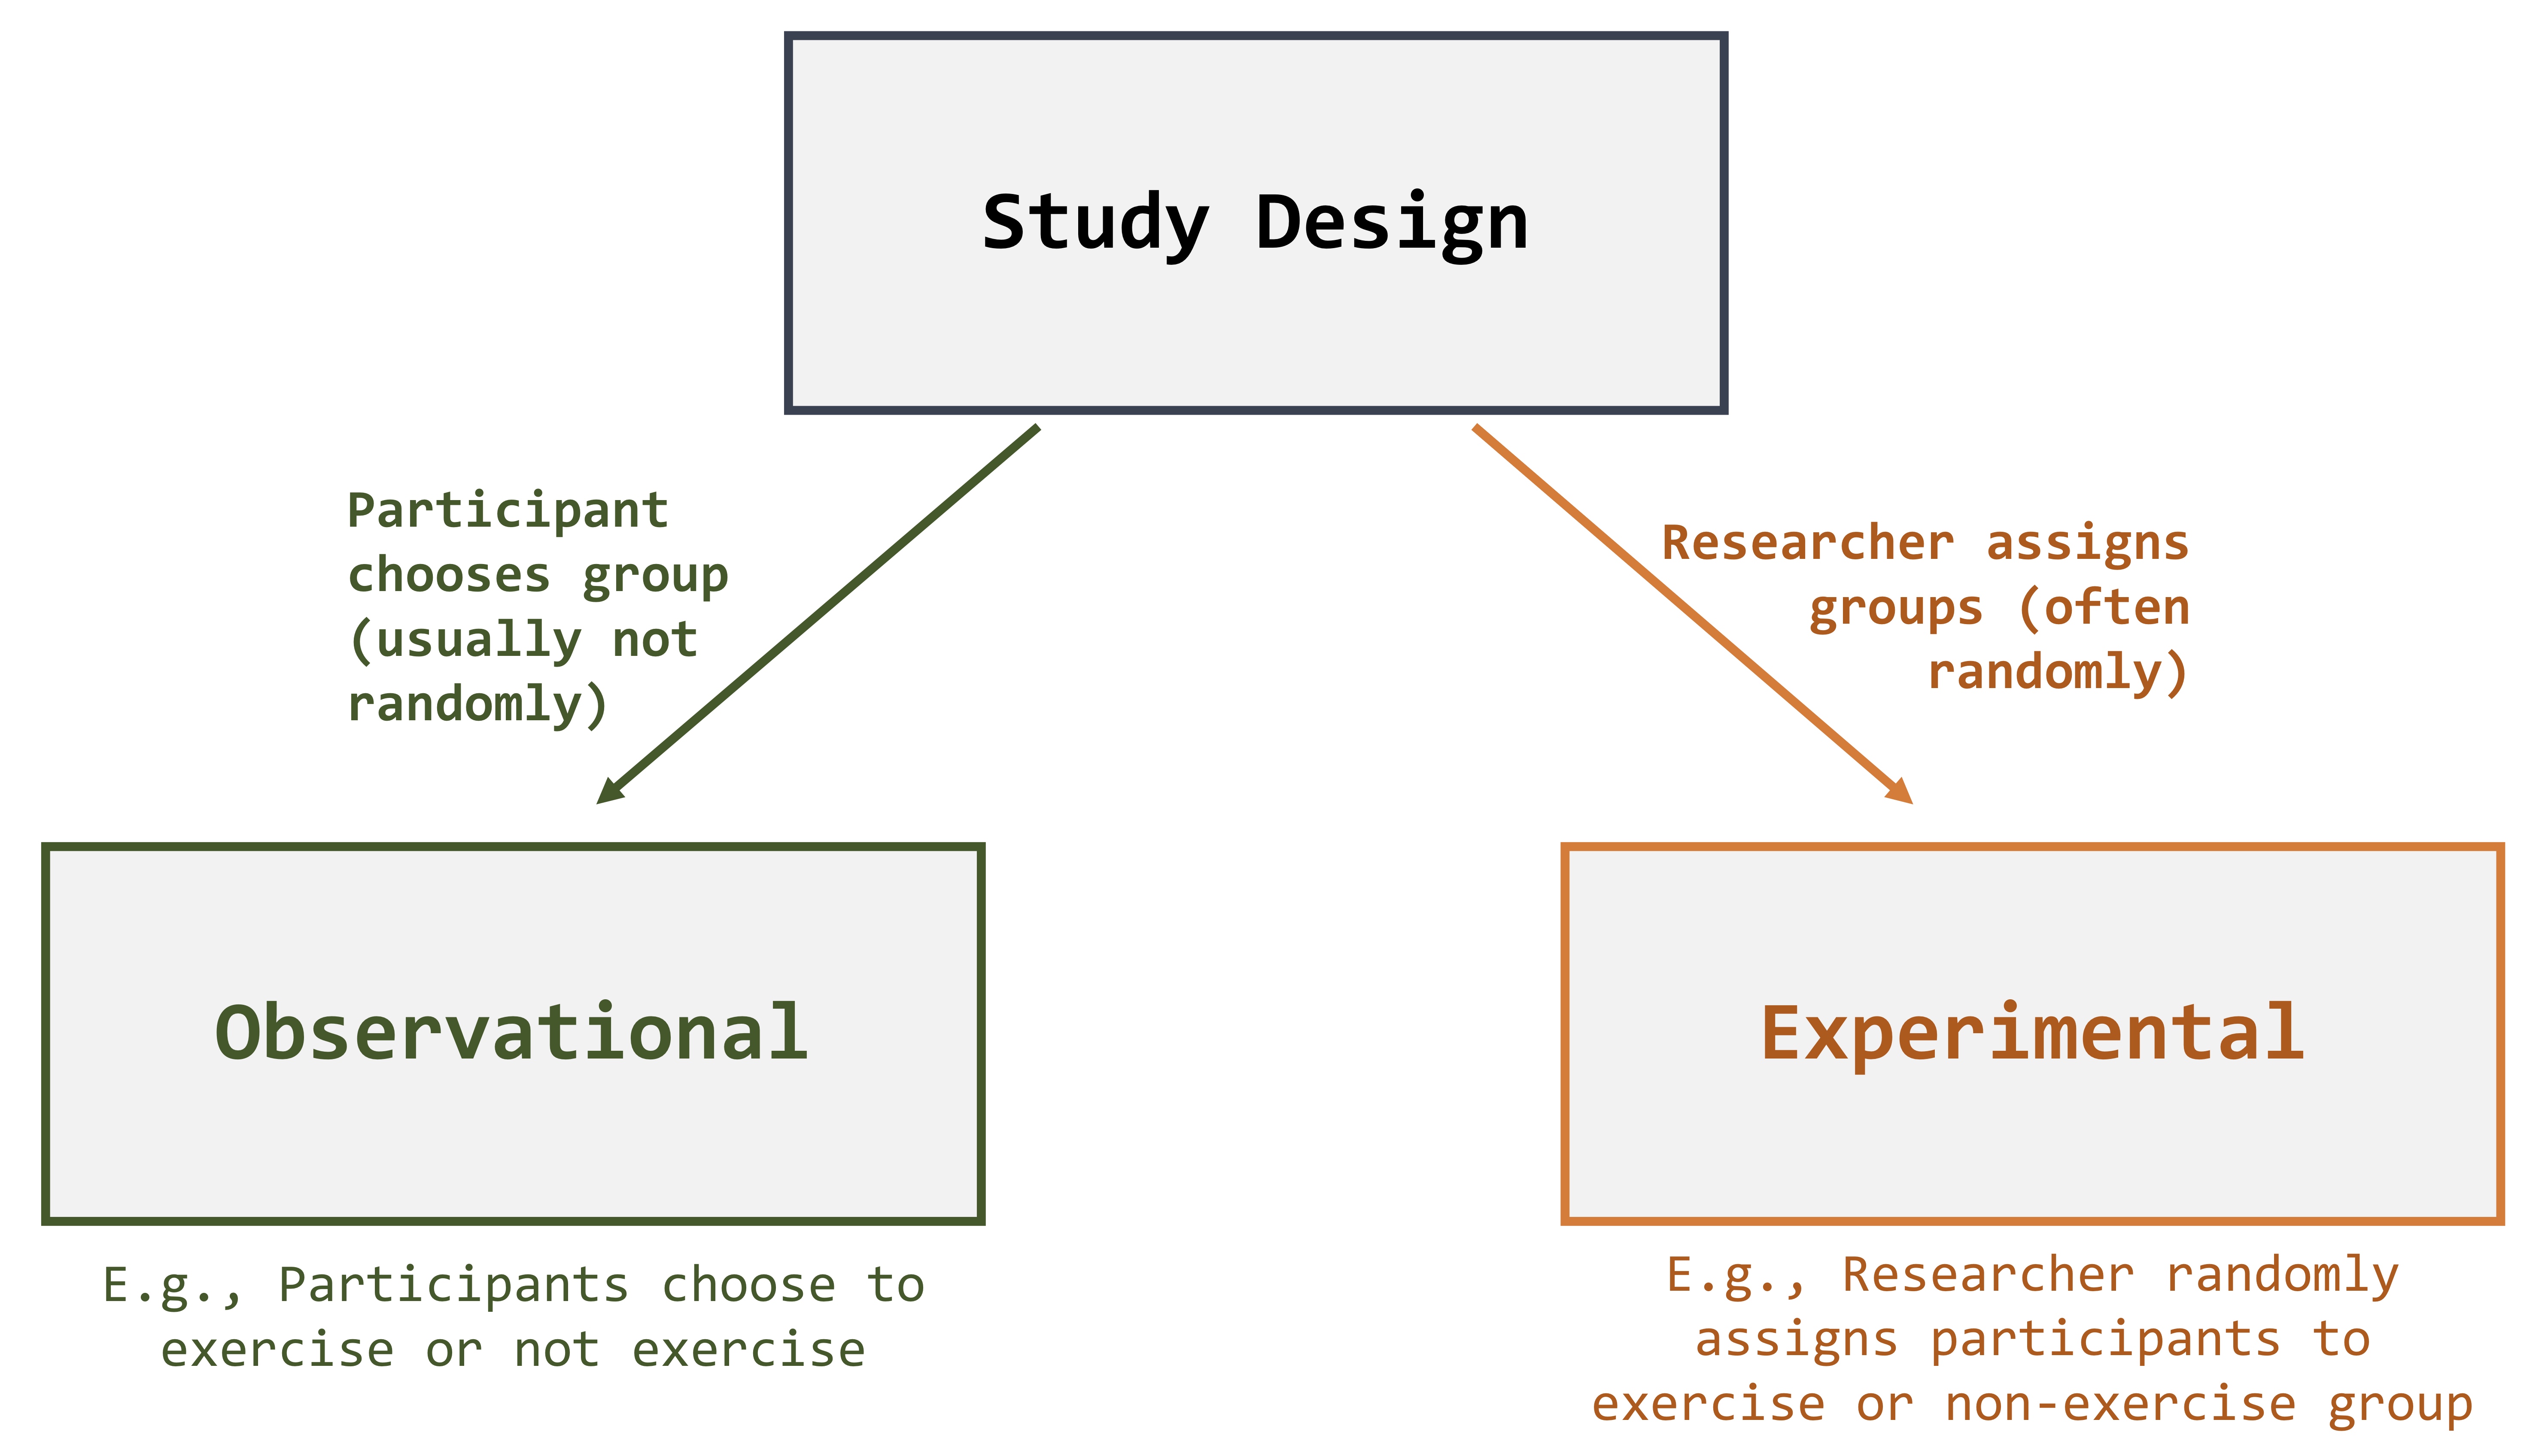 Study Design
Participant
chooses group
(usually not
randomly)
Researcher assigns
groups (often
randomly)
Observational
Experimental
E.g., Participants choose to
exercise or not exercise
E.g., Researcher randomly
assigns participants to
exercise or non-exercise group